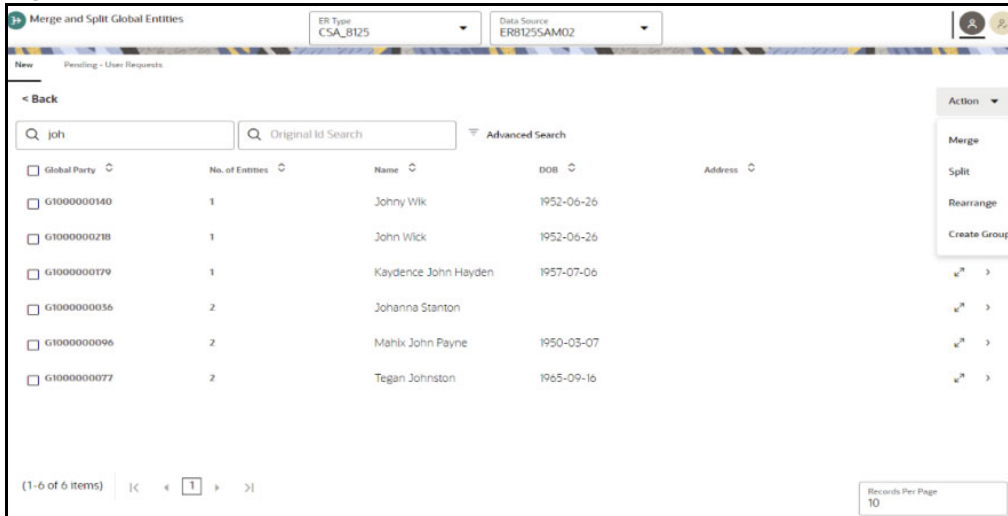 Merge and Split Global Entities
ER Type
CSA_8125
Data Source
ER8125SAM02
New Pending - User Requests
< Back
Action
joh
Original Id Search
Advanced Search
Merge
Global Party No. of Entities Name DOB Address
Split
G1000000140 1 Johny Wik 1952-06-26
Rearrange
G1000000218 1 John Wick 1952-06-26
Create Group
G1000000179 1 Kaydence John Hayden 1957-07-06
G1000000036 2 Johanna Stanton
G1000000096 2 Mahix John Payne 1950-03-07
G1000000077 2 Tegan Johnston 1965-09-16
(1-6 of 6 items) 1
Records Per Page
10